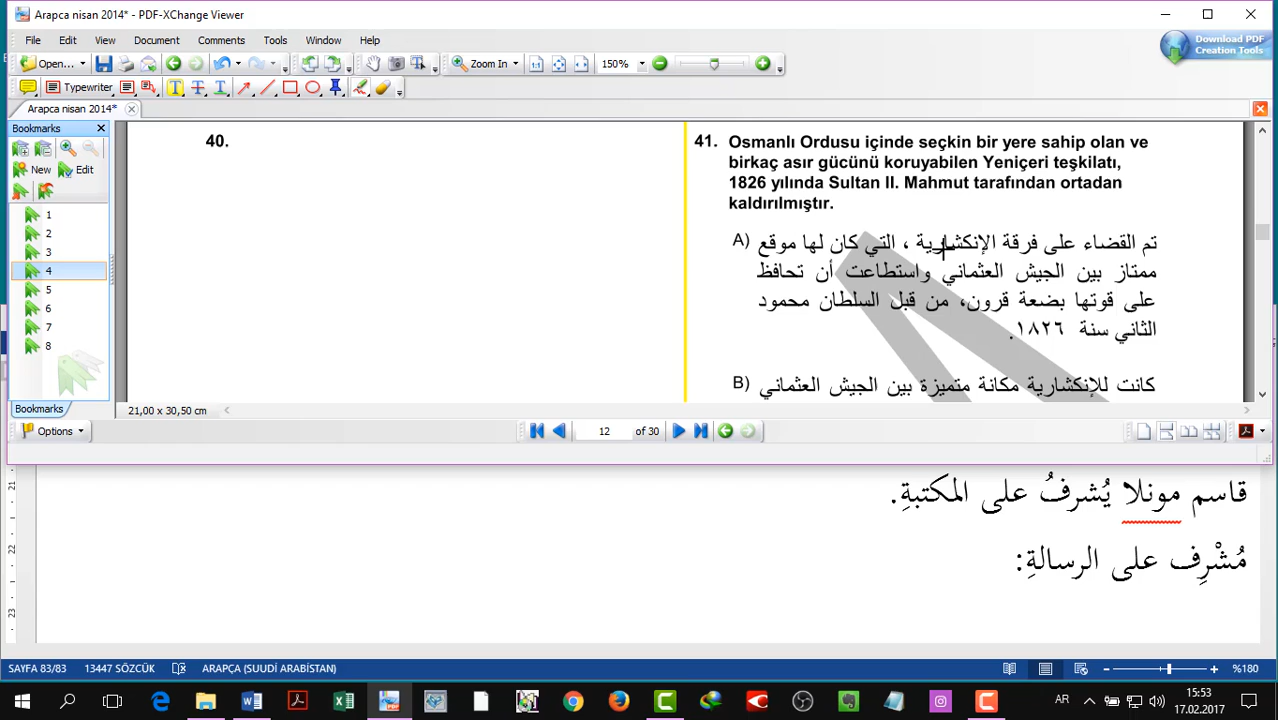 Arapca nisan 2014* - PDF-XChange Viewer
File Edit View Document Comments Tools Window Help
Download PDF
Creation Tools
Open... Zoom In 150%
Typewriter
Arapca nisan 2014*
Bookmarks
New Edit
1
2
3
4
5
6
7
8
Bookmarks
Options
40.
41. Osmanlı Ordusu içinde seçkin bir yere sahip olan ve
birkaç asır gücünü koruyabilen Yeniçeri teşkilatı,
1826 yılında Sultan II. Mahmut tarafından ortadan
kaldırılmıştır.
A) تم القضاء على فرقة الإنكشارية ، التي كان لها موقع
ممتاز بين الجيش العثماني واستطاعت أن تحافظ
على قوتها بضعة قرون، من قبل السلطان محمود
الثاني سنة ١٨٢٦.
B) كانت للإنكشارية مكانة متميزة بين الجيش العثماني
21,00 x 30,50 cm
12 of 30
قاسم مونلا يُشرفُ على المكتبةِ.
مُشْرِف على الرسالةِ:
21
22
23
SAYFA 83/83 13447 SÖZCÜK ARAPÇA (SUUDİ ARABİSTAN) %180
AR 15:53
17.02.2017